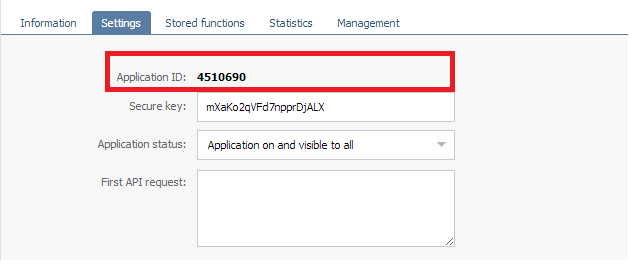 Information Settings Stored functions Statistics Management
Application ID: 4510690
Secure key: mXaKo2qVFd7npprDjALX
Application status: Application on and visible to all
First API request: